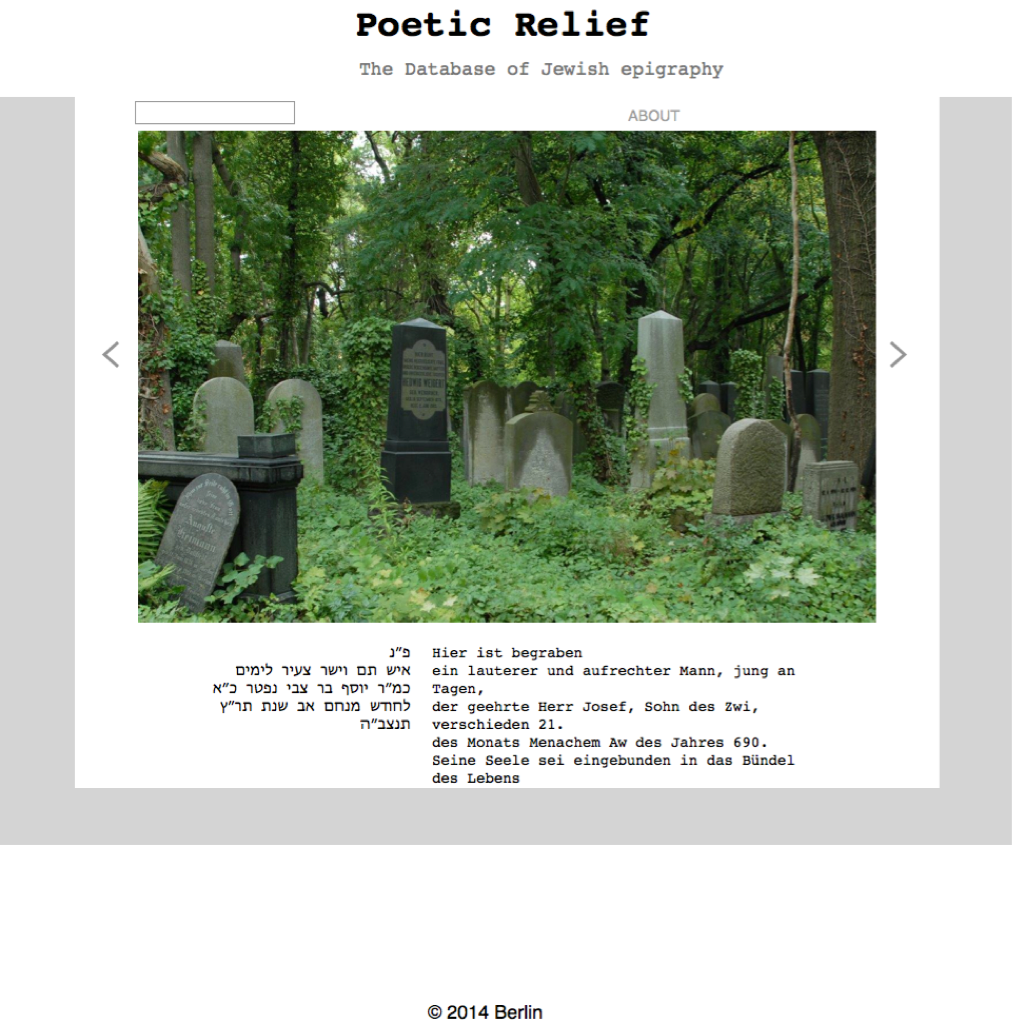 Poetic Relief
The Database of Jewish epigraphy
ABOUT
HEDWIG
פ״נ
איש תם וישר צעיר לימים
כמ״ר יוסף בר צבי נפטר כ״א
לחודש מנחם אב שנת תר״ץ
תנצב״ה
Hier ist begraben
ein lauterer und aufrechter Mann, jung an
Tagen,
der geehrte Herr Josef, Sohn des Zwi,
verschieden 21.
des Monats Menachem Aw des Jahres 690.
Seine Seele sei eingebunden in das Bündel
des Lebens
© 2014 Berlin